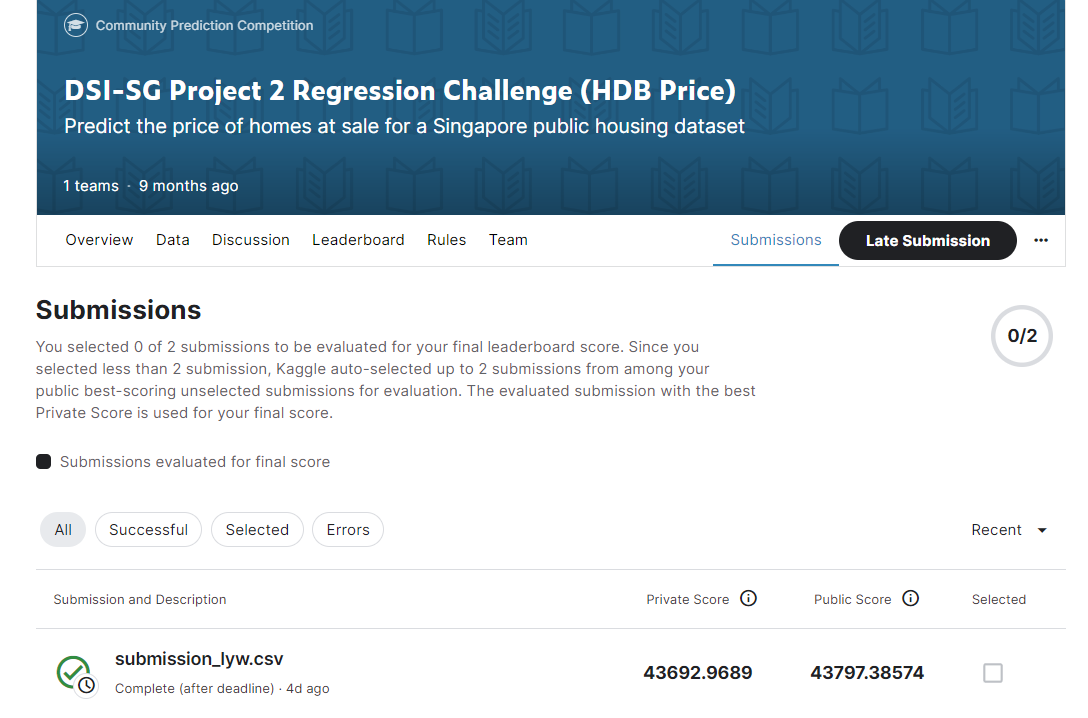 Community Prediction Competition
DSI-SG Project 2 Regression Challenge (HDB Price)
Predict the price of homes at sale for a Singapore public housing dataset
1 teams · 9 months ago
Overview Data Discussion Leaderboard Rules Team Submissions Late Submission
Submissions
0/2
You selected 0 of 2 submissions to be evaluated for your final leaderboard score. Since you
selected less than 2 submission, Kaggle auto-selected up to 2 submissions from among your
public best-scoring unselected submissions for evaluation. The evaluated submission with the best
Private Score is used for your final score.
Submissions evaluated for final score
All Successful Selected Errors Recent
Submission and Description Private Score Public Score Selected
submission_lyw.csv
43692.9689 43797.38574
Complete (after deadline) · 4d ago